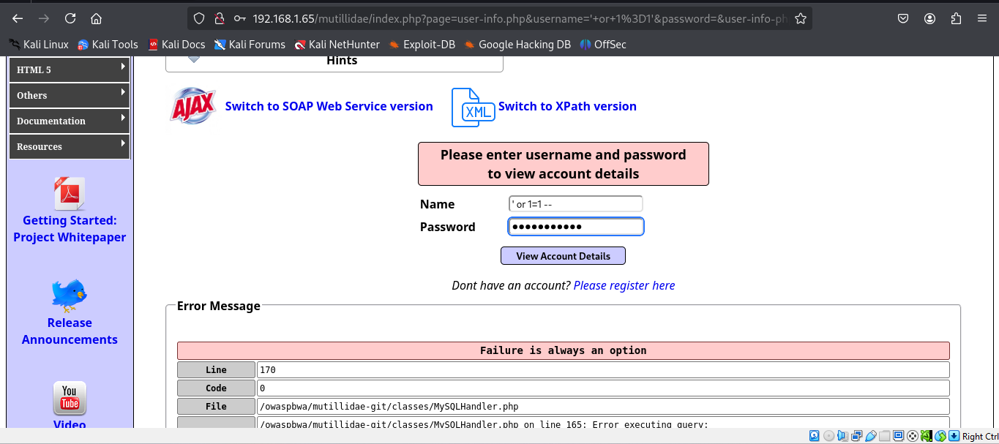 192.168.1.65/mutillidae/index.php?page=user-info.php&username='+or+1%3D1'&password=&user-info-ph
Kali Linux Kali Tools Kali Docs Kali Forums Kali NetHunter Exploit-DB Google Hacking DB OffSec
HTML 5
Others
Documentation
Resources
PDF
Getting Started:
Project Whitepaper
Release
Announcements
You
Tube
Video
Hints
AJAX
Switch to SOAP Web Service version
XML
Switch to XPath version
Please enter username and password
to view account details
Name
' or 1=1 --
Password
•••••••••••
View Account Details
Dont have an account? Please register here
Error Message
Failure is always an option
Line 170
Code 0
File /owaspbwa/mutillidae-git/classes/MySQLHandler.php
/owaspbwa/mutillidae-git/classes/MySQLHandler.php on line 165: Error executing query:
Right Ctrl